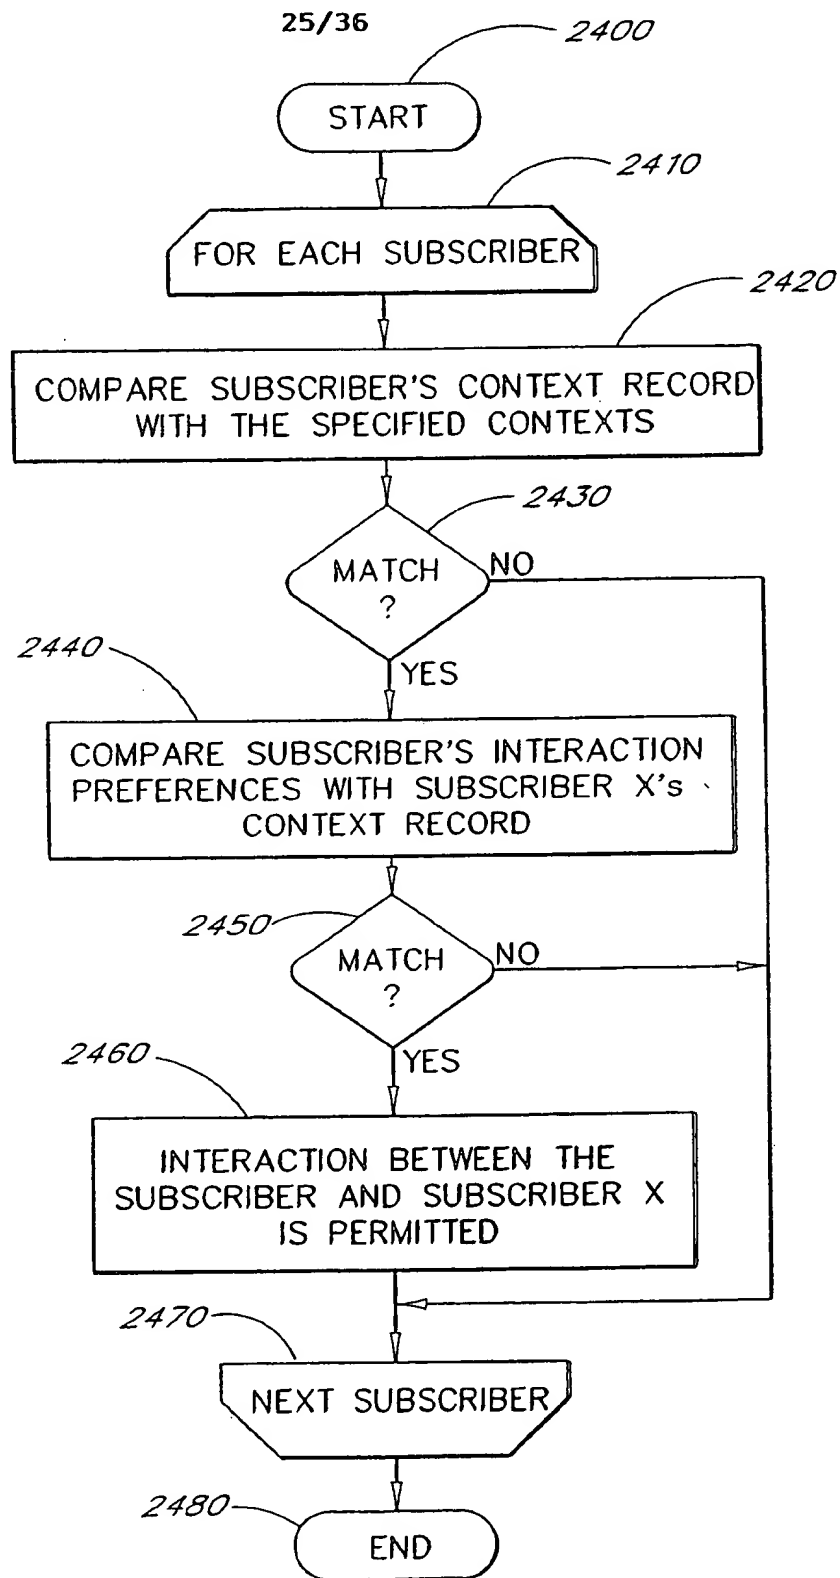 25/36
2400
START
2410
FOR EACH SUBSCRIBER
2420
COMPARE SUBSCRIBER'S CONTEXT RECORD
WITH THE SPECIFIED CONTEXTS
2430
MATCH
?
NO
2440
YES
COMPARE SUBSCRIBER'S INTERACTION
PREFERENCES WITH SUBSCRIBER X's
CONTEXT RECORD
2450
MATCH
?
NO
2460
YES
INTERACTION BETWEEN THE
SUBSCRIBER AND SUBSCRIBER X
IS PERMITTED
2470
NEXT SUBSCRIBER
2480
END